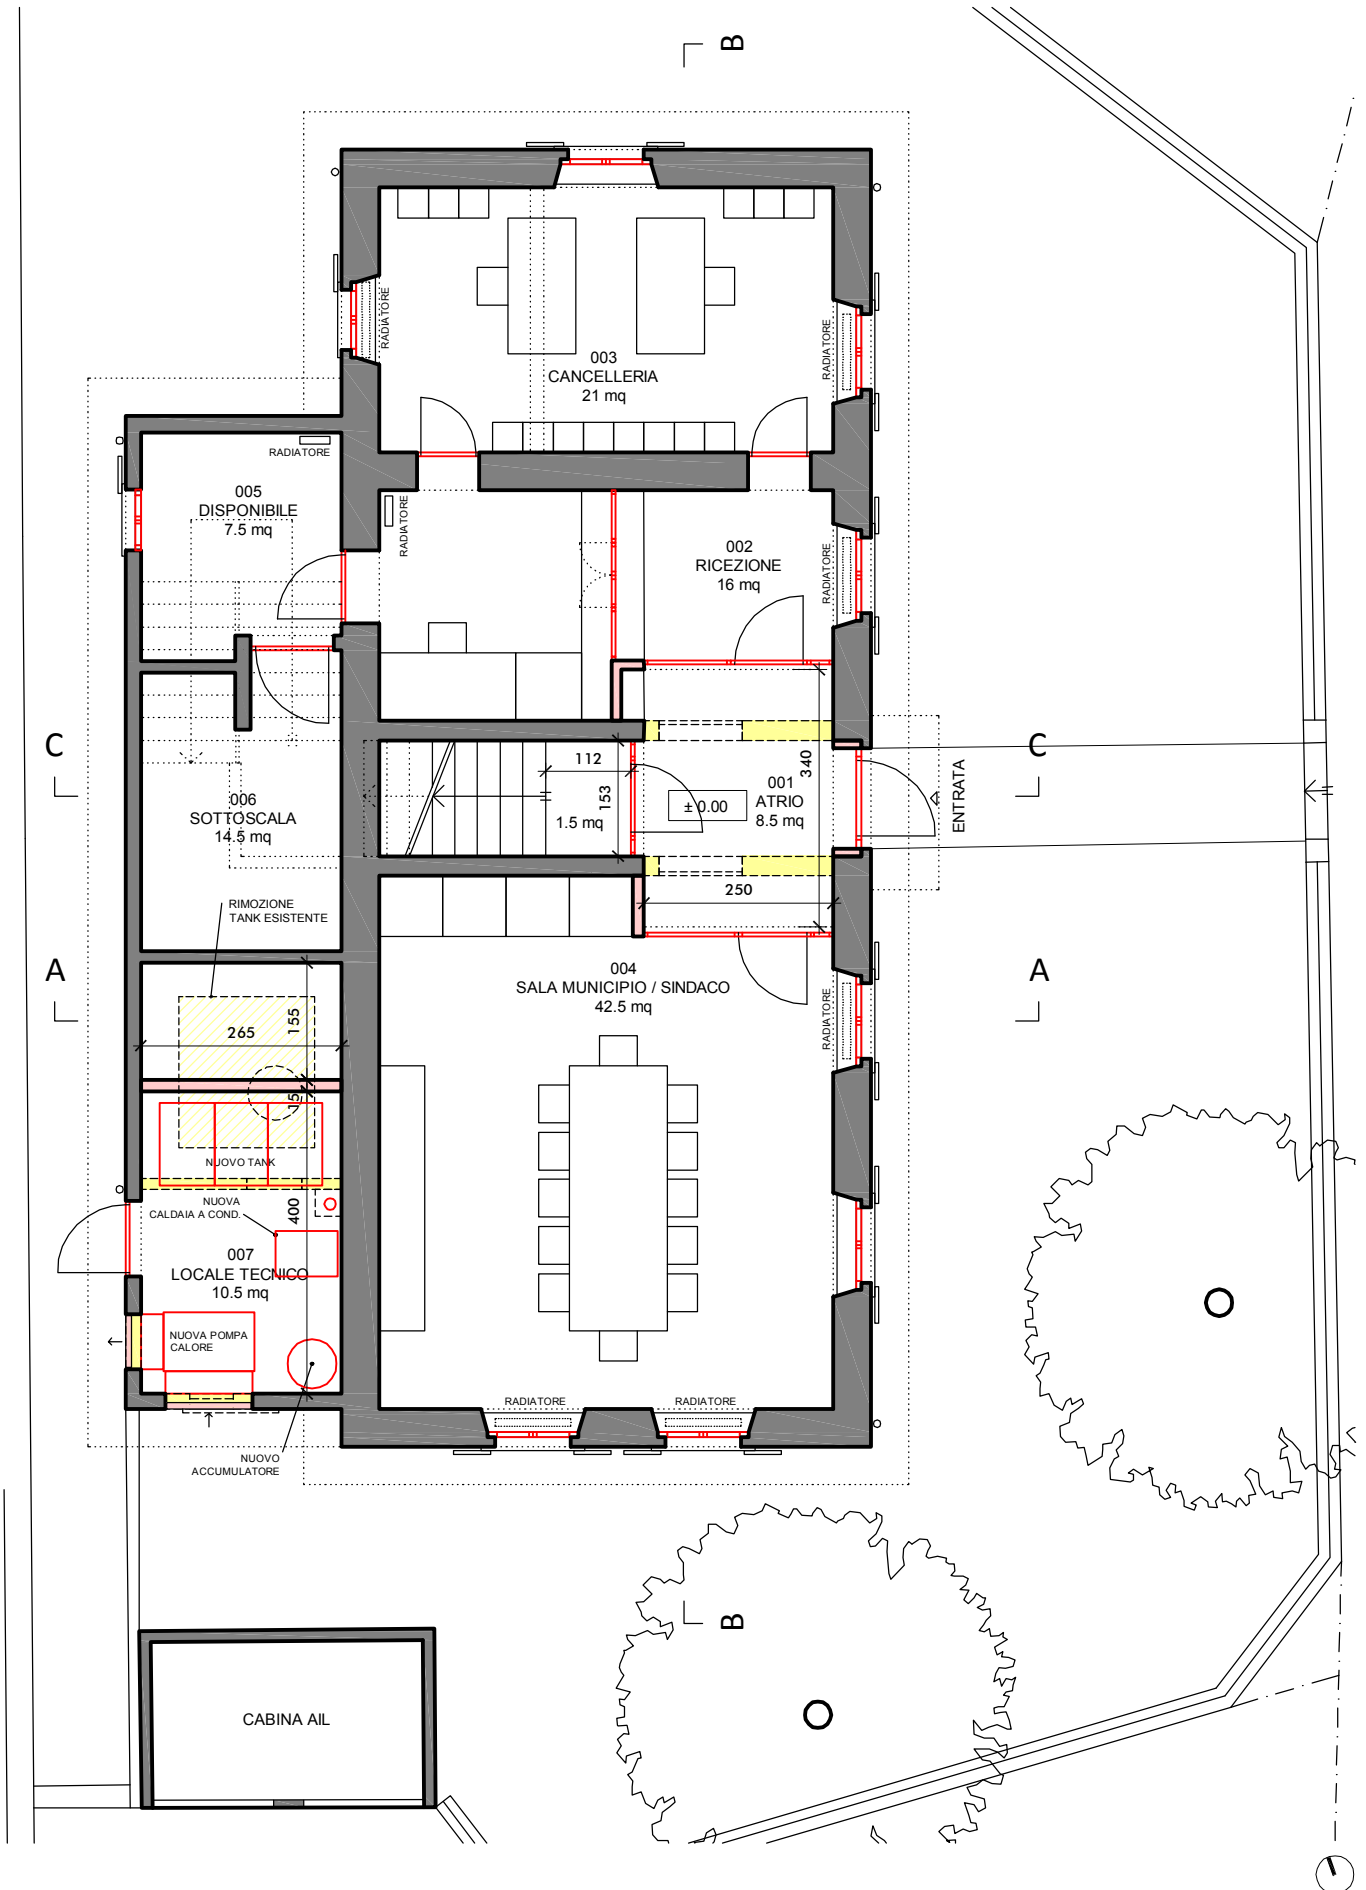 B
RADIATORE
RADIATORE
003
CANCELLERIA
21 mq
RADIATORE
005
DISPONIBILE
7.5 mq
RADIATORE
002
RICEZIONE
16 mq
RADIATORE
C
C
112
153
1.5 mq
± 0.00
340
001
ATRIO
8.5 mq
ENTRATA
006
SOTTOSCALA
14.5 mq
250
RIMOZIONE
TANK ESISTENTE
A
A
004
SALA MUNICIPIO / SINDACO
42.5 mq
RADIATORE
155
265
15
NUOVO TANK
NUOVA
CALDAIA A COND.
400
007
LOCALE TECNICO
10.5 mq
NUOVA POMPA
CALORE
RADIATORE
RADIATORE
NUOVO
ACCUMULATORE
B
CABINA AIL